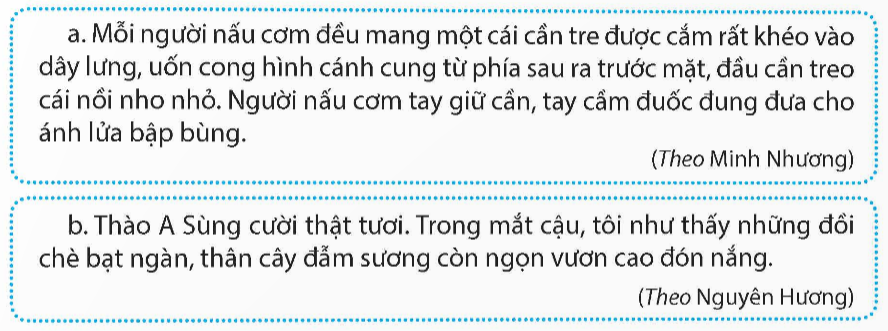 a. Mỗi người nấu cơm đều mang một cái cần tre được cắm rất khéo vào
dây lưng, uốn cong hình cánh cung từ phía sau ra trước mặt, đầu cần treo
cái nồi nho nhỏ. Người nấu cơm tay giữ cần, tay cầm đuốc đung đưa cho
ánh lửa bập bùng.
(Theo Minh Nhương)
b. Thào A Sùng cười thật tươi. Trong mắt cậu, tôi như thấy những đồi
chè bạt ngàn, thân cây đẫm sương còn ngọn vươn cao đón nắng.
(Theo Nguyên Hương)